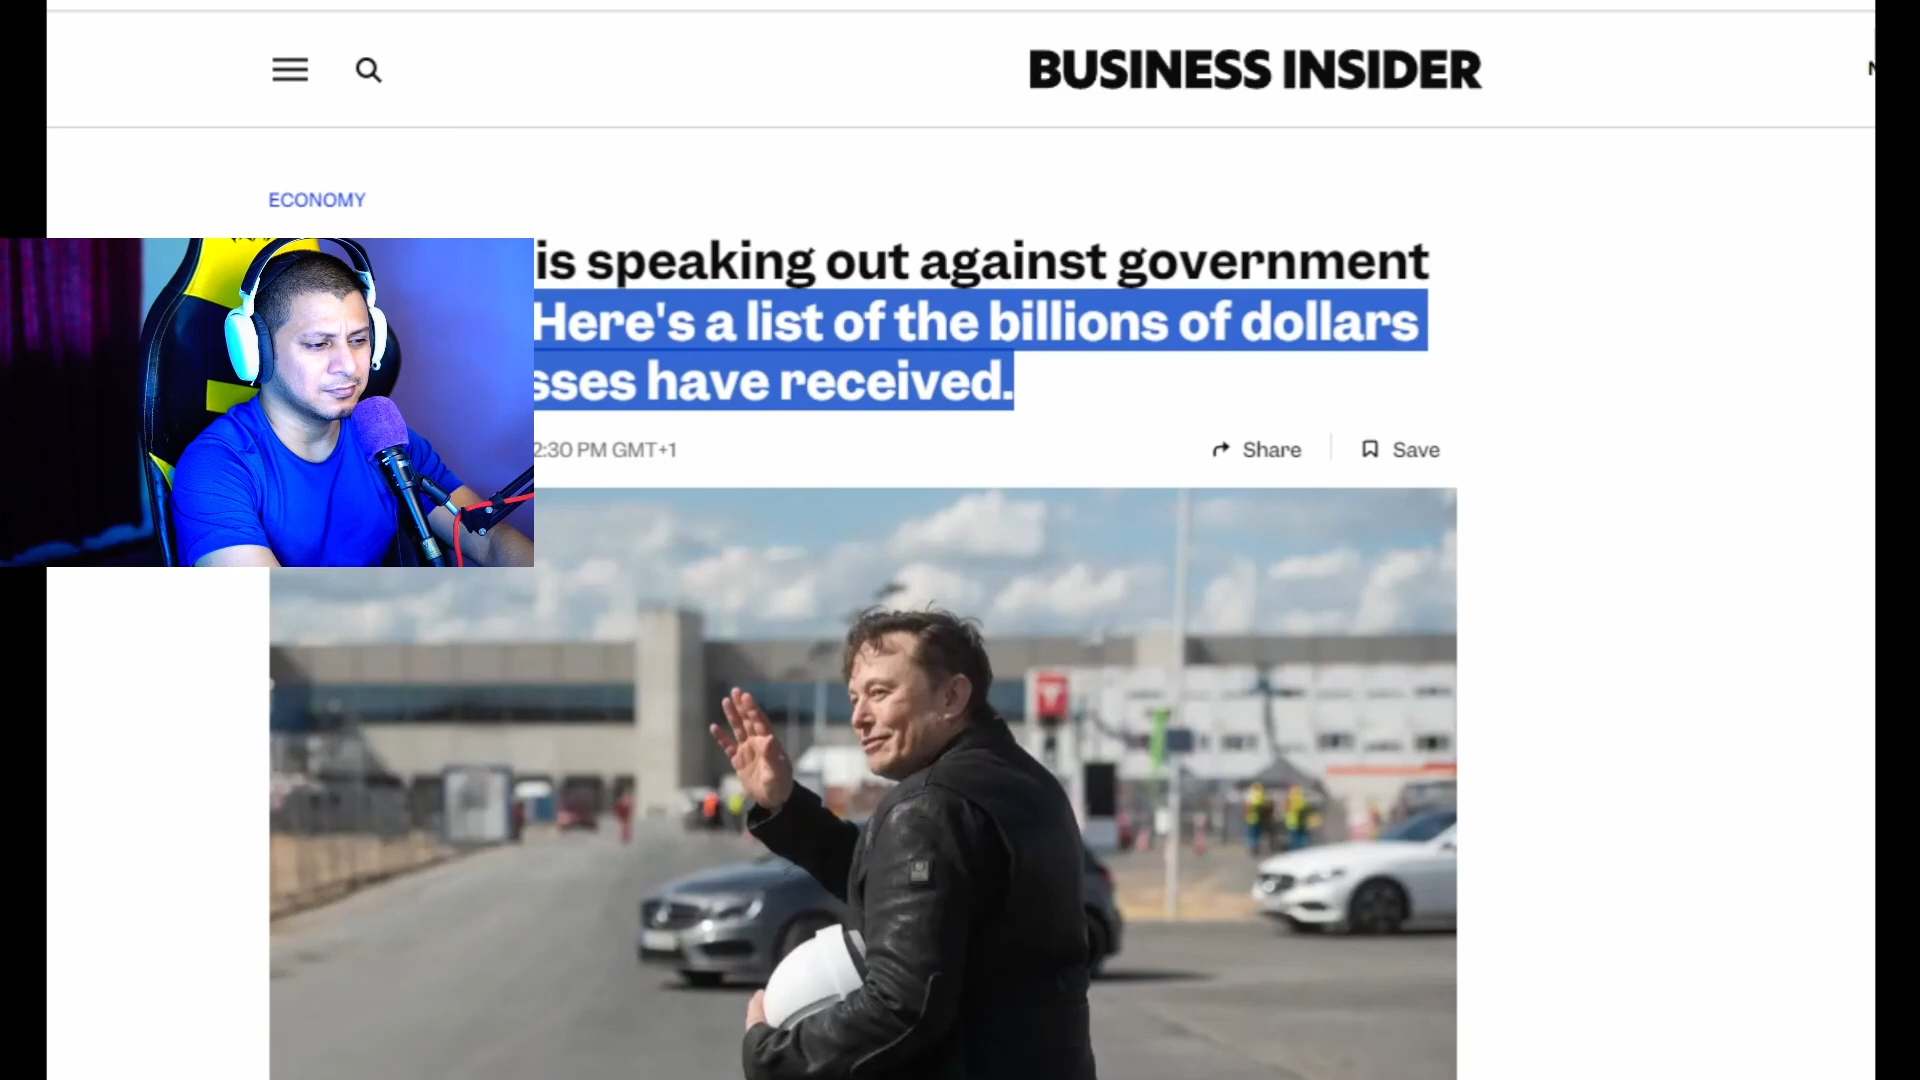 BUSINESS INSIDER
ECONOMY
is speaking out against government
Here's a list of the billions of dollars
sses have received.
2:30 PM GMT+1
Share
Save